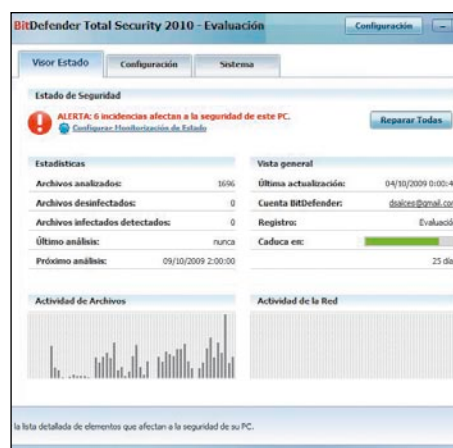 BitDefender Total Security 2010 - Evaluación
Configuración
Visor Estado
Configuración
Sistema
Estado de Seguridad
ALERTA: 6 incidencias afectan a la seguridad de este PC.
Configurar Monitorización de Estado
Reparar Todas
Estadísticas
Archivos analizados: 1696
Archivos desinfectados: 0
Archivos infectados detectados: 0
Último análisis: nunca
Próximo análisis: 09/10/2009 2:00:00
Vista general
Última actualización: 04/10/2009 0:00:4
Cuenta BitDefender: dsaices@gmail.com
Registro: Evaluació
Caduca en:
25 día
Actividad de Archivos
Actividad de la Red
la lista detallada de elementos que afectan a la seguridad de su PC.